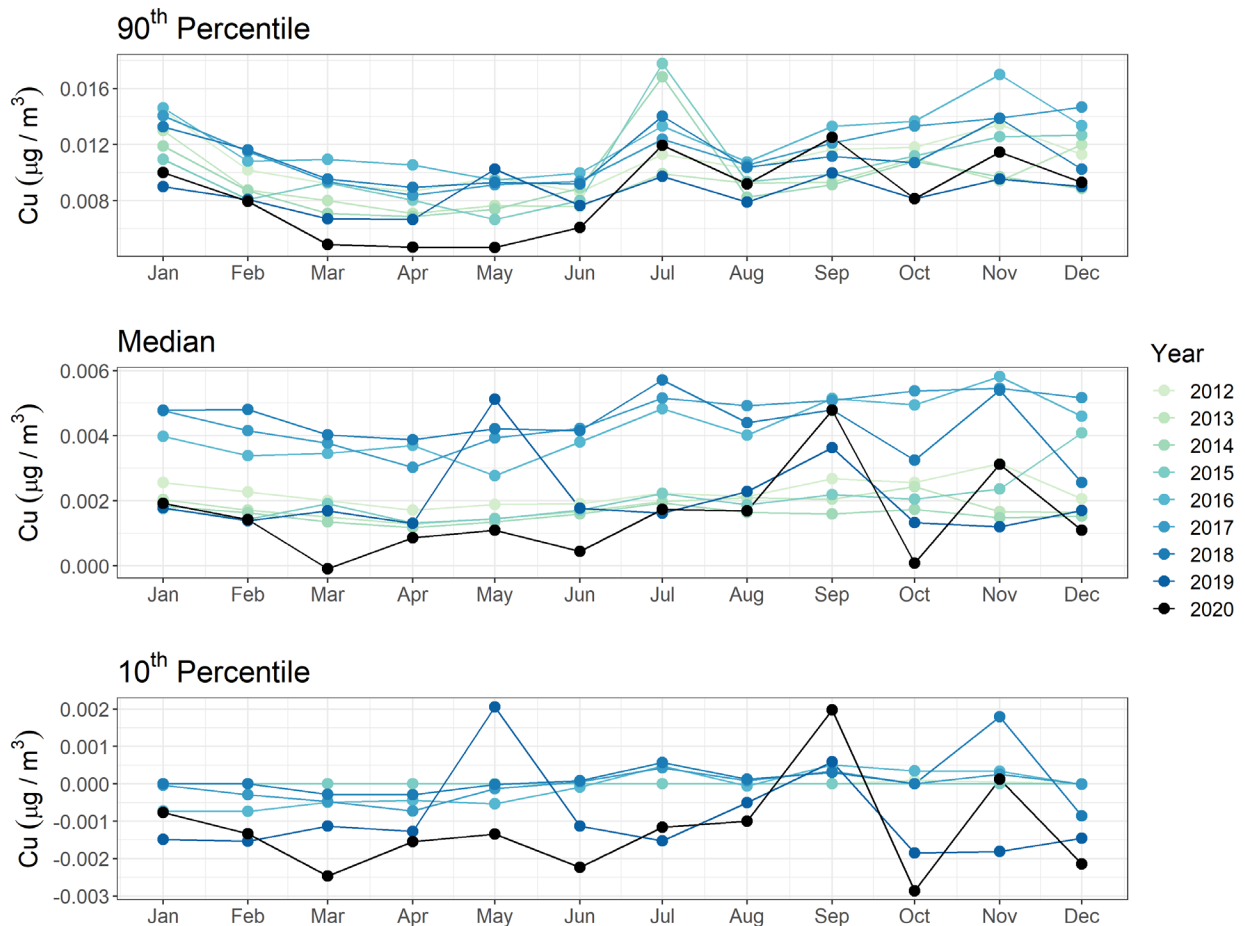 90th Percentile
Cu (µg / m³)
0.016
0.012
0.008
Jan Feb Mar Apr May Jun Jul Aug Sep Oct Nov Dec
Median
Cu (µg / m³)
0.006
0.004
0.002
0.000
Jan Feb Mar Apr May Jun Jul Aug Sep Oct Nov Dec
Year
2012
2013
2014
2015
2016
2017
2018
2019
2020
10th Percentile
Cu (µg / m³)
0.002
0.001
0.000
-0.001
-0.002
-0.003
Jan Feb Mar Apr May Jun Jul Aug Sep Oct Nov Dec